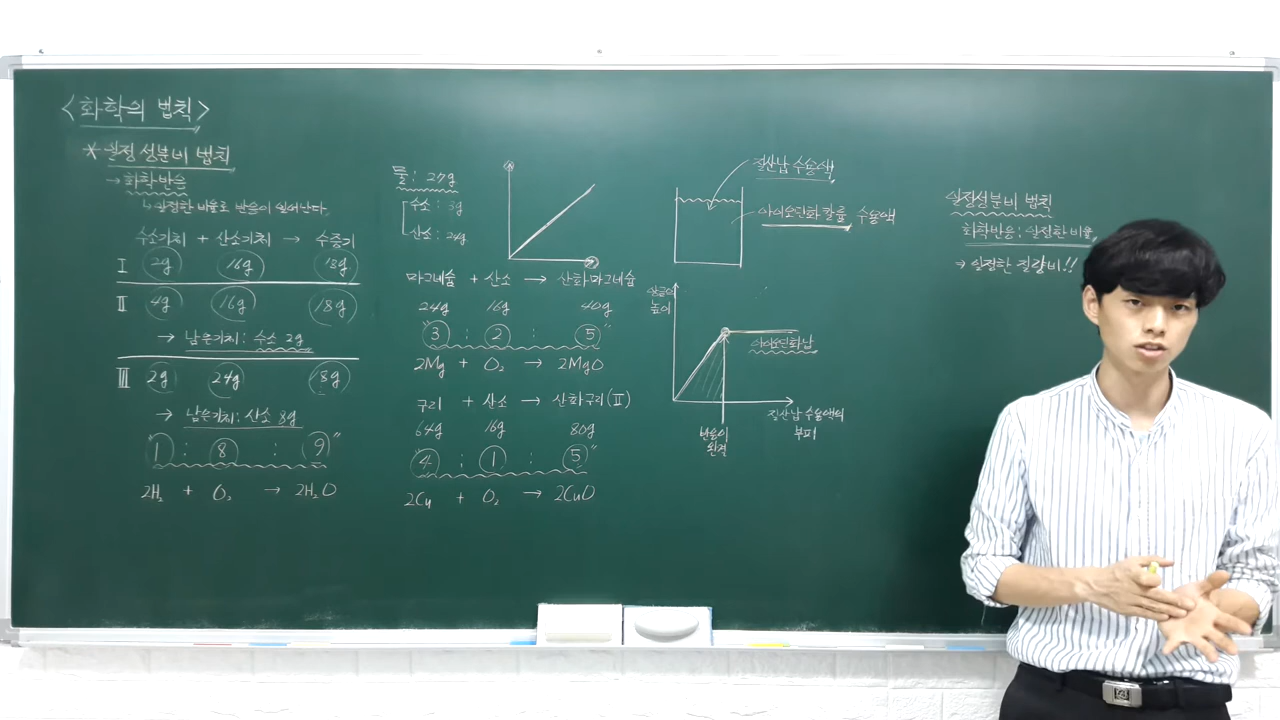 <화학의 법칙>
* 일정 성분비 법칙
→ 화학반응
↳ 일정한 비율로 반응이 일어난다.
수소기체 + 산소기체 → 수증기
Ⅰ 2g 16g 18g
Ⅱ 4g 16g 18g
→ 남은기체: 수소 2g
Ⅲ 2g 24g 18g
→ 남은기체: 산소 8g
"1 : 8 : 9"
2H₂ + O₂ → 2H₂O
물: 27g
수소: 3g
산소: 24g
A
B
마그네슘 + 산소 → 산화마그네슘
24g 16g 40g
"3 : 2 : 5"
2Mg + O₂ → 2MgO
구리 + 산소 → 산화구리(Ⅱ)
64g 16g 80g
"4 : 1 : 5"
2Cu + O₂ → 2CuO
질산납 수용액
아이오딘화 칼륨 수용액
앙금의
높이
아이오딘화납
질산납 수용액의
부피
반응이
완결
일정성분비 법칙
화학반응: 일정한 비율,
→ 일정한 질량비!!